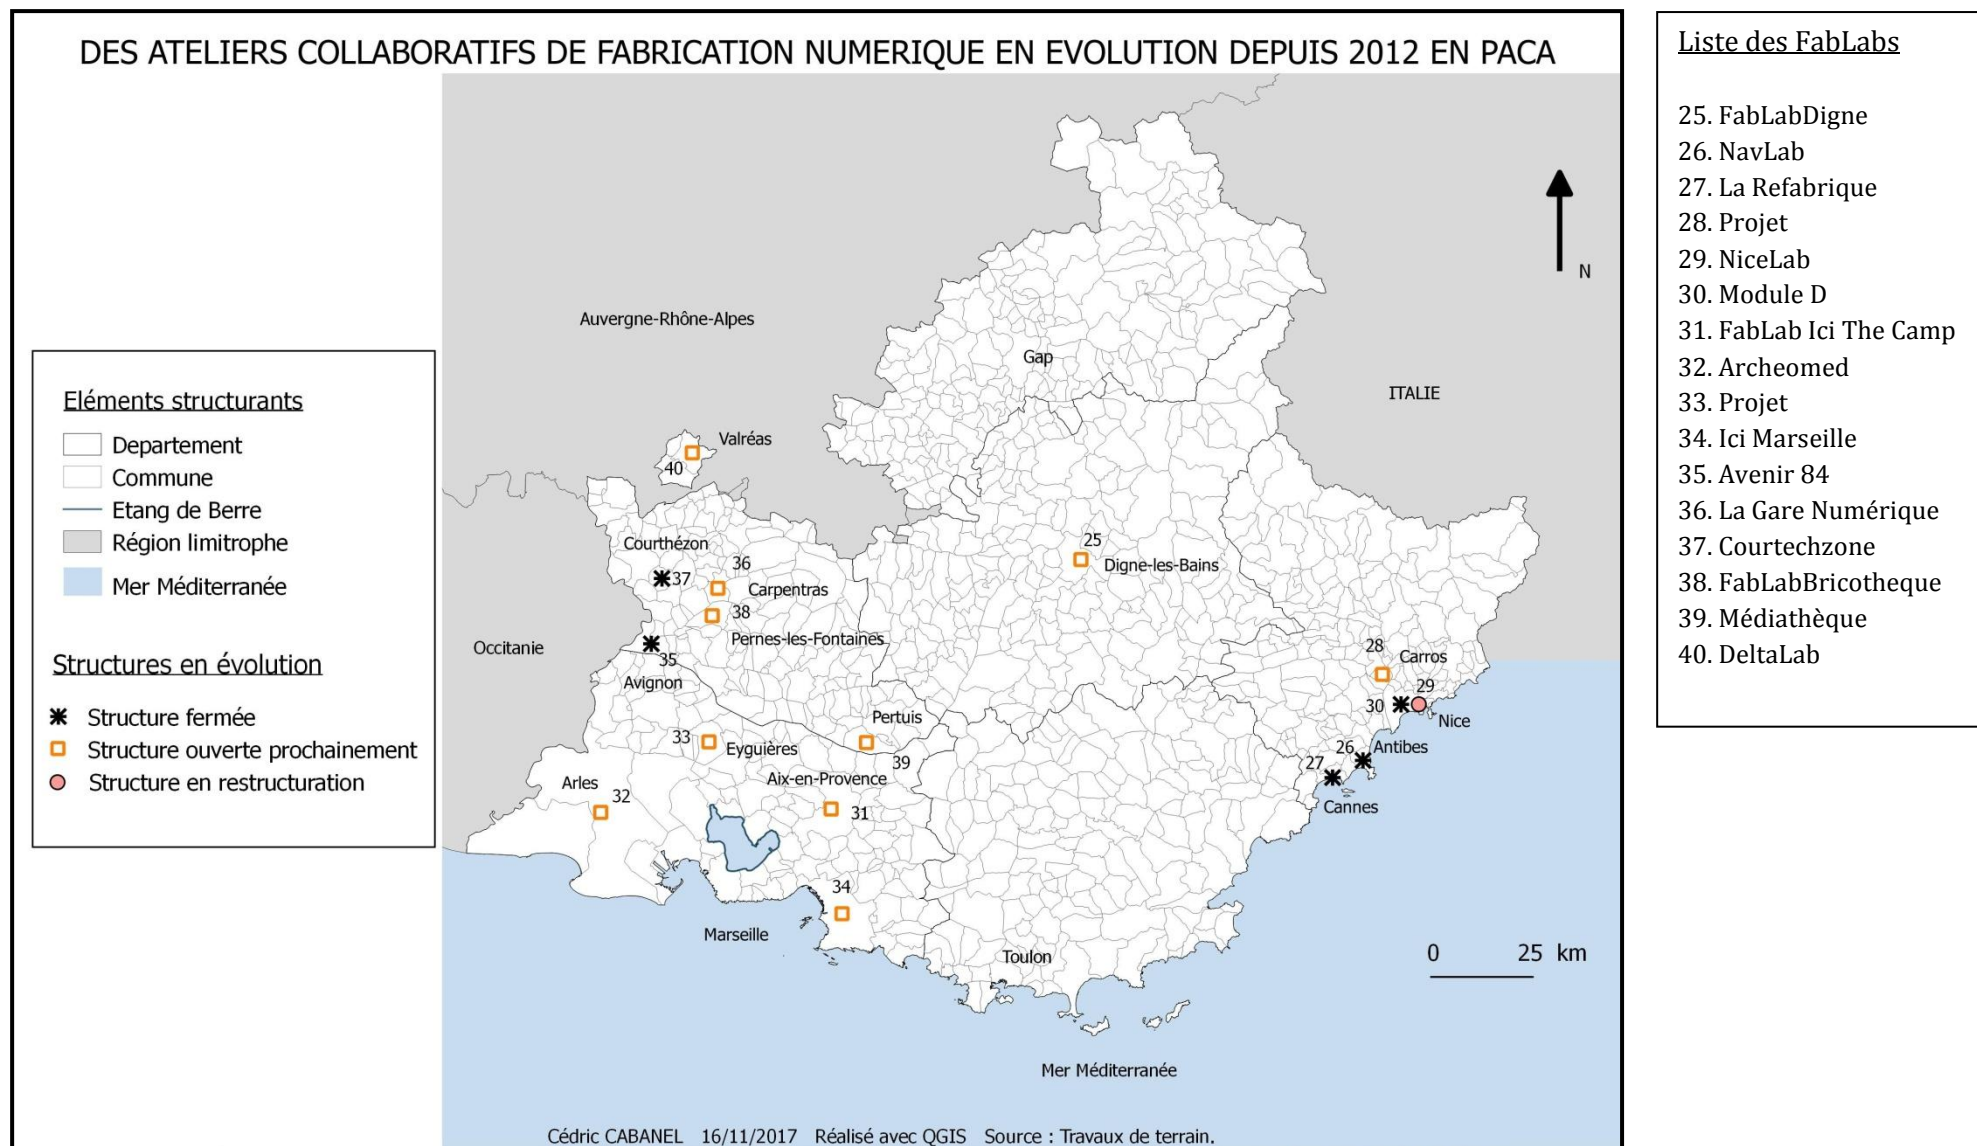 DES ATELIERS COLLABORATIFS DE FABRICATION NUMERIQUE EN EVOLUTION DEPUIS 2012 EN PACA
Eléments structurants
Departement
Commune
Etang de Berre
Région limitrophe
Mer Méditerranée
Structures en évolution
Structure fermée
Structure ouverte prochainement
Structure en restructuration
N
Auvergne-Rhône-Alpes
Gap
ITALIE
Valréas
40
Courthézon
37
36
Carpentras
38
Pernes-les-Fontaines
25
Digne-les-Bains
Occitanie
35
Avignon
28
Carros
29
30
Nice
Pertuis
33
Eyguières
39
26
Antibes
27
Cannes
Aix-en-Provence
31
Arles
32
34
Marseille
Toulon
0 25 km
Mer Méditerranée
Cédric CABANEL 16/11/2017 Réalisé avec QGIS Source : Travaux de terrain.
Liste des FabLabs
25. FabLabDigne
26. NavLab
27. La Refabrique
28. Projet
29. NiceLab
30. Module D
31. FabLab Ici The Camp
32. Archeomed
33. Projet
34. Ici Marseille
35. Avenir 84
36. La Gare Numérique
37. Courtechzone
38. FabLabBricotheque
39. Médiathèque
40. DeltaLab